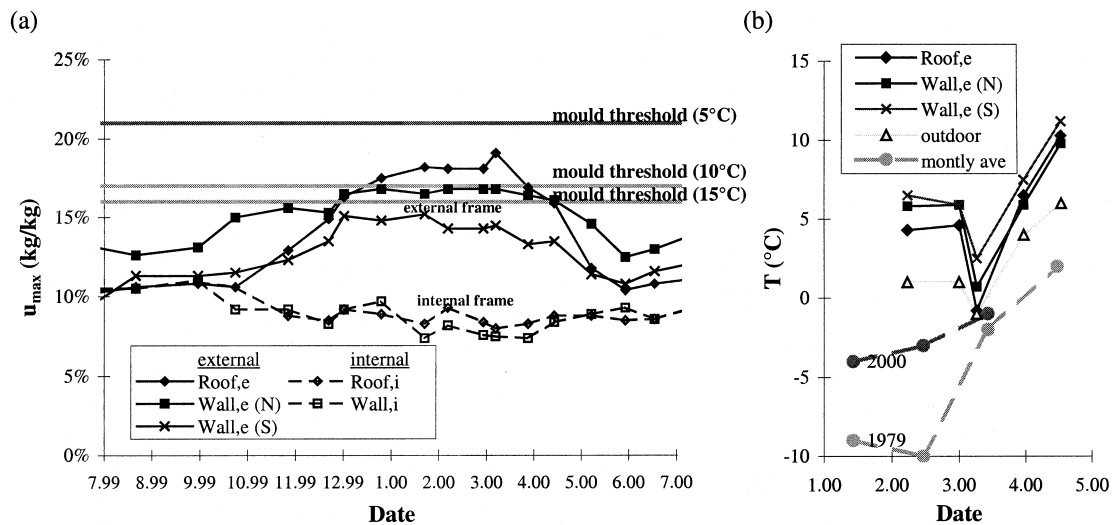 (a)
25%
20%
15%
10%
5%
0%
u max (kg/kg)
mould threshold (5°C)
mould threshold (10°C)
mould threshold (15°C)
external frame
internal frame
external internal
Roof,e Roof,i
Wall,e (N) Wall,i
Wall,e (S)
7.99 8.99 9.99 10.99 11.99 12.99 1.00 2.00 3.00 4.00 5.00 6.00 7.00
Date
(b)
15
10
5
0
-5
-10
T (°C)
Roof,e
Wall,e (N)
Wall,e (S)
outdoor
montly ave
2000
1979
1.00 2.00 3.00 4.00 5.00
Date